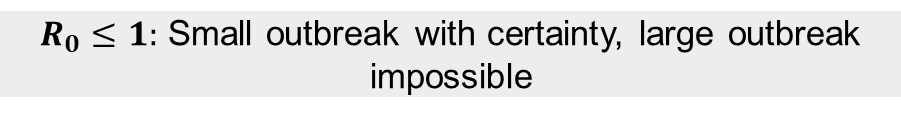 R₀ ≤ 1: Small outbreak with certainty, large outbreak
impossible